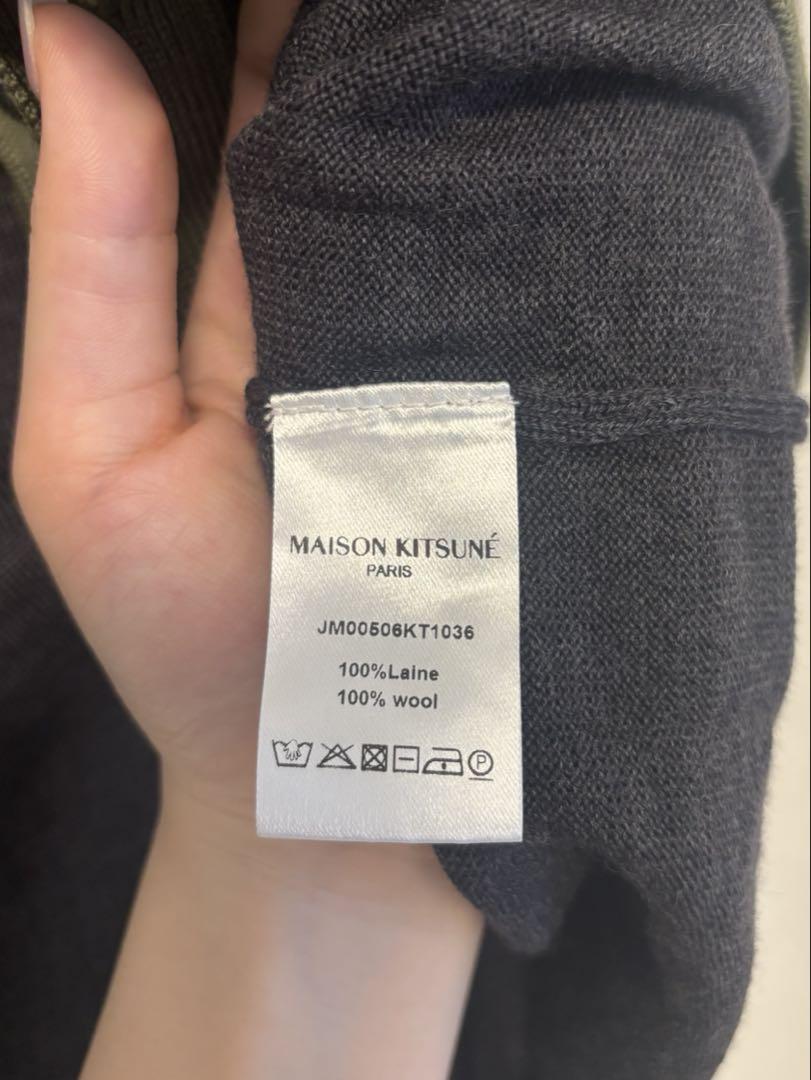 MAISON KITSUNÉ
PARIS
JM00506KT1036
100%Laine
100% wool
P